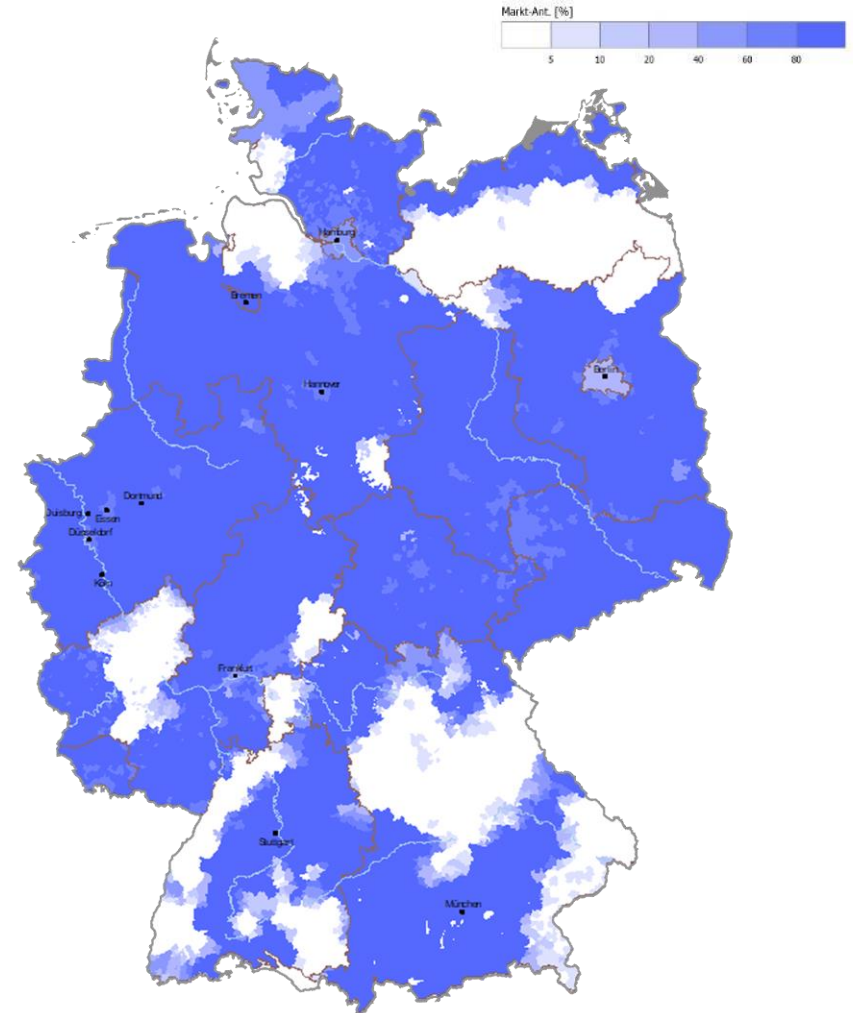 Markt-Ant. [%]
5 10 20 40 60 80
Hamburg
Bremen
Berlin
Hannover
Dortmund
Juisburg
Essen
Düsseldorf
Köln
Frankfurt
Stuttgart
München